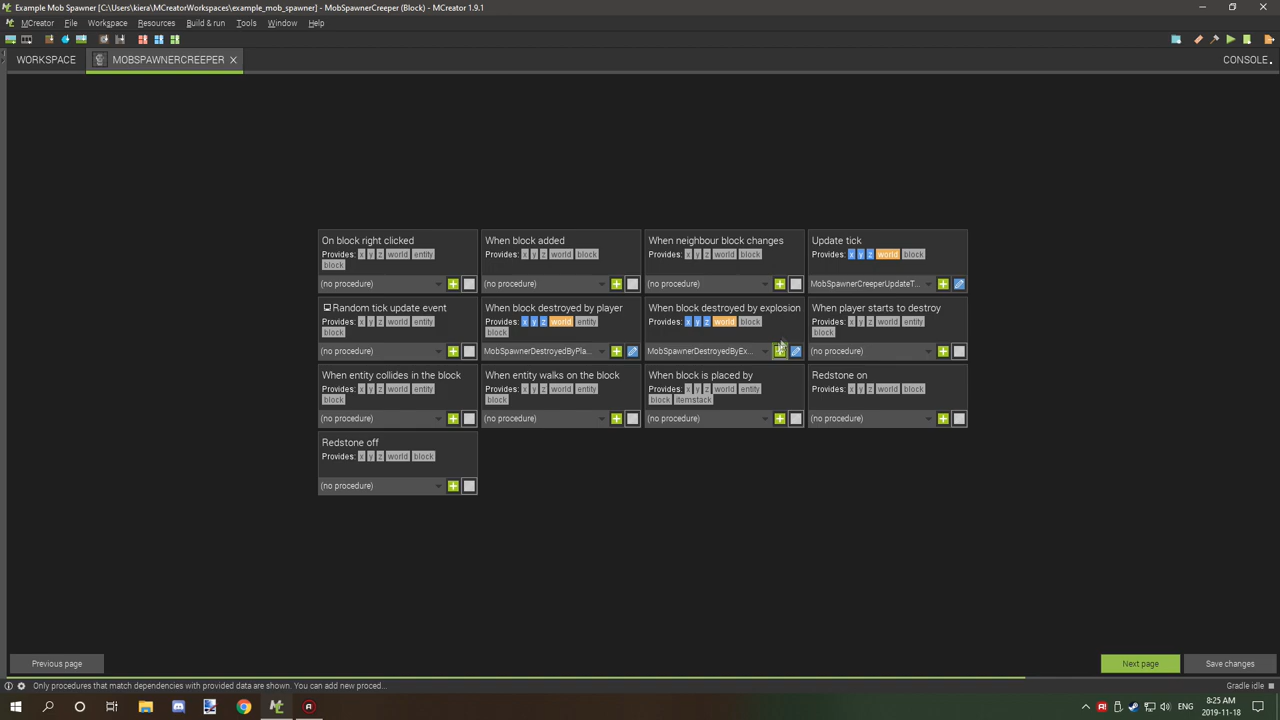 Example Mob Spawner [C:\Users\kiera\MCreatorWorkspaces\example_mob_spawner] - MobSpawnerCreeper (Block) - MCreator 1.9.1
MCreator File Workspace Resources Build & run Tools Window Help
WORKSPACE MOBSPAWNERCREEPER CONSOLE
On block right clicked
Provides: x y z world entity
block
(no procedure)
When block added
Provides: x y z world block
(no procedure)
When neighbour block changes
Provides: x y z world block
(no procedure)
Update tick
Provides: x y z world block
MobSpawnerCreeperUpdateT...
Random tick update event
Provides: x y z world entity
block
(no procedure)
When block destroyed by player
Provides: x y z world entity
block
MobSpawnerDestroyedByPla...
When block destroyed by explosion
Provides: x y z world block
MobSpawnerDestroyedByEx...
When player starts to destroy
Provides: x y z world entity
block
(no procedure)
When entity collides in the block
Provides: x y z world entity
block
(no procedure)
When entity walks on the block
Provides: x y z world entity
block
(no procedure)
When block is placed by
Provides: x y z world entity
block itemstack
(no procedure)
Redstone on
Provides: x y z world block
(no procedure)
Redstone off
Provides: x y z world block
(no procedure)
Previous page Next page Save changes
Only procedures that match dependencies with provided data are shown. You can add new proced... Gradle idle
ENG 8:25 AM
2019-11-18